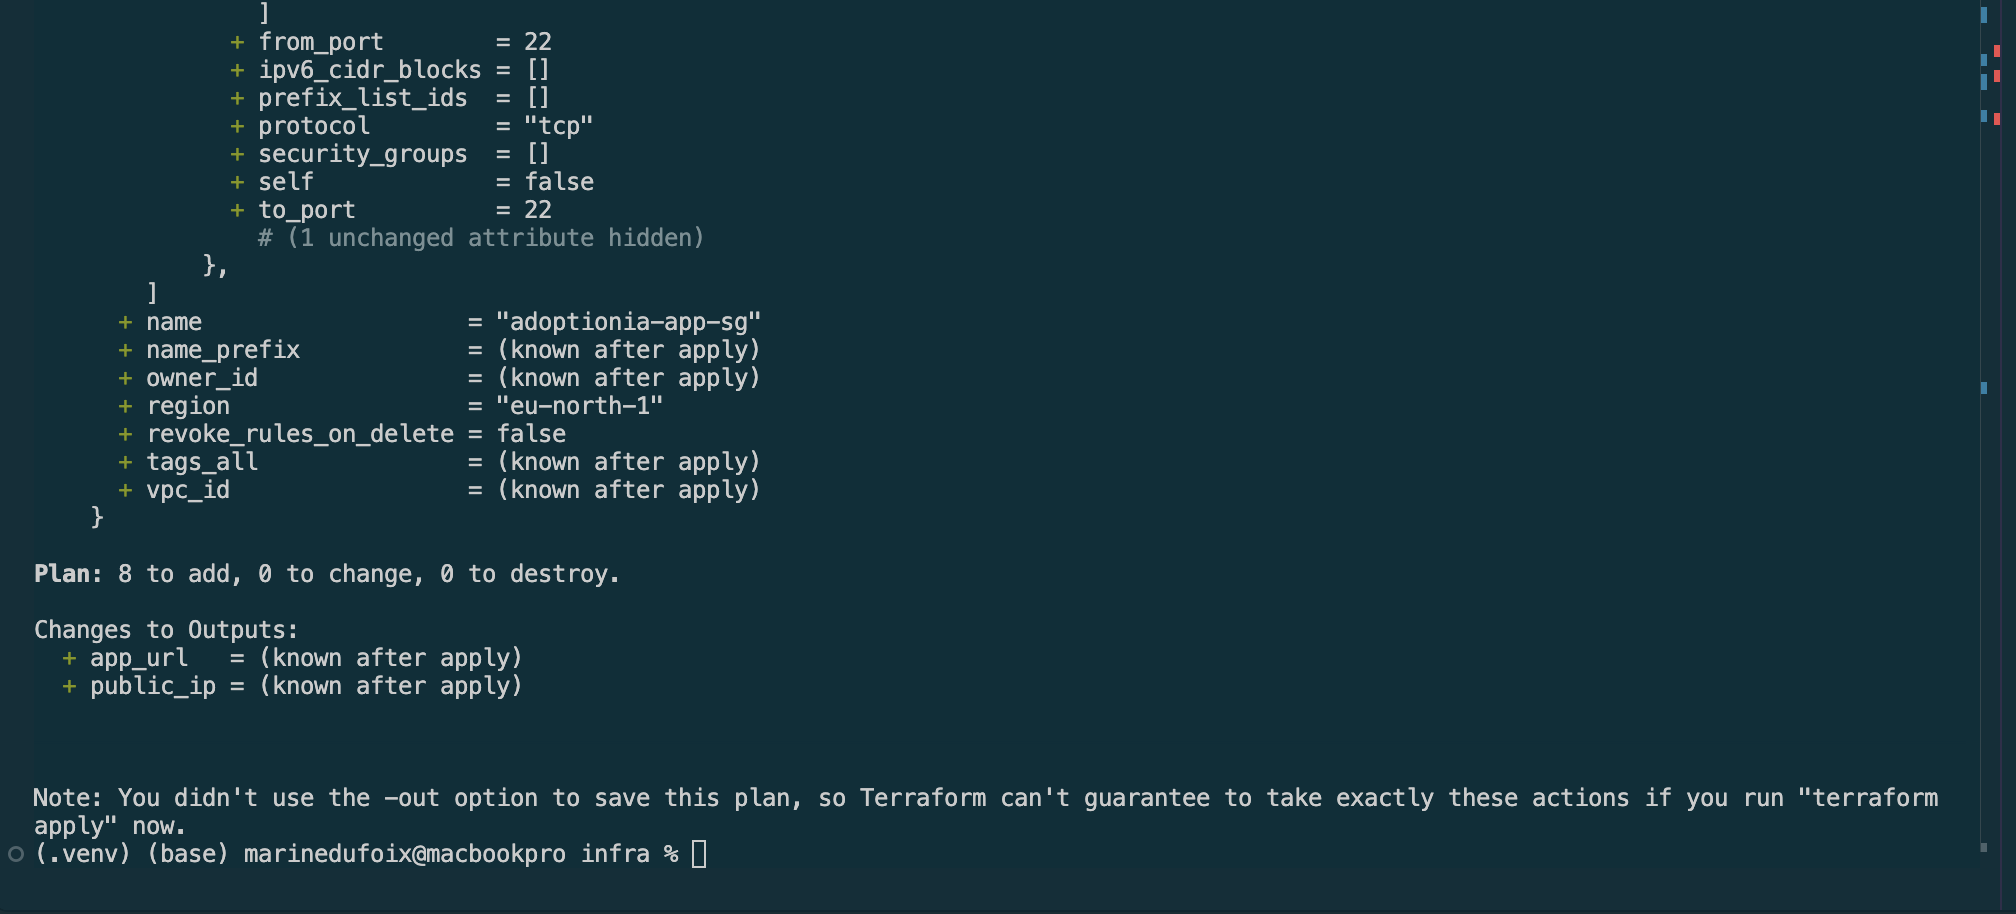 ]
+ from_port        = 22
+ ipv6_cidr_blocks = []
+ prefix_list_ids  = []
+ protocol         = "tcp"
+ security_groups  = []
+ self             = false
+ to_port          = 22
# (1 unchanged attribute hidden)
},
]
+ name                   = "adoptionia-app-sg"
+ name_prefix            = (known after apply)
+ owner_id               = (known after apply)
+ region                 = "eu-north-1"
+ revoke_rules_on_delete = false
+ tags_all               = (known after apply)
+ vpc_id                 = (known after apply)
}
Plan: 8 to add, 0 to change, 0 to destroy.
Changes to Outputs:
+ app_url   = (known after apply)
+ public_ip = (known after apply)
Note: You didn't use the -out option to save this plan, so Terraform can't guarantee to take exactly these actions if you run "terraform
apply" now.
(.venv) (base) marinedufoix@macbookpro infra %